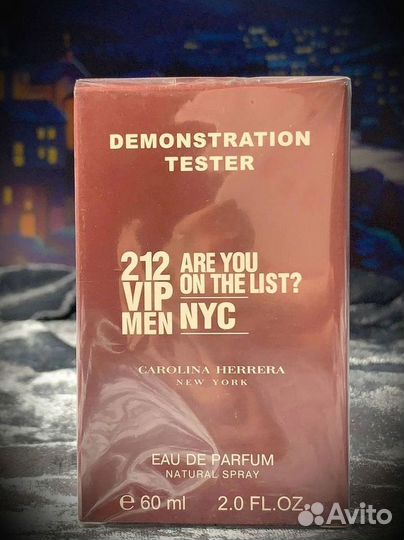 DEMONSTRATION
TESTER
212 ARE YOU
VIP ON THE LIST?
MEN NYC
CAROLINA HERRERA
NEW YORK
EAU DE PARFUM
NATURAL SPRAY
℮ 60 ml 2.0 FL.OZ.
Avito